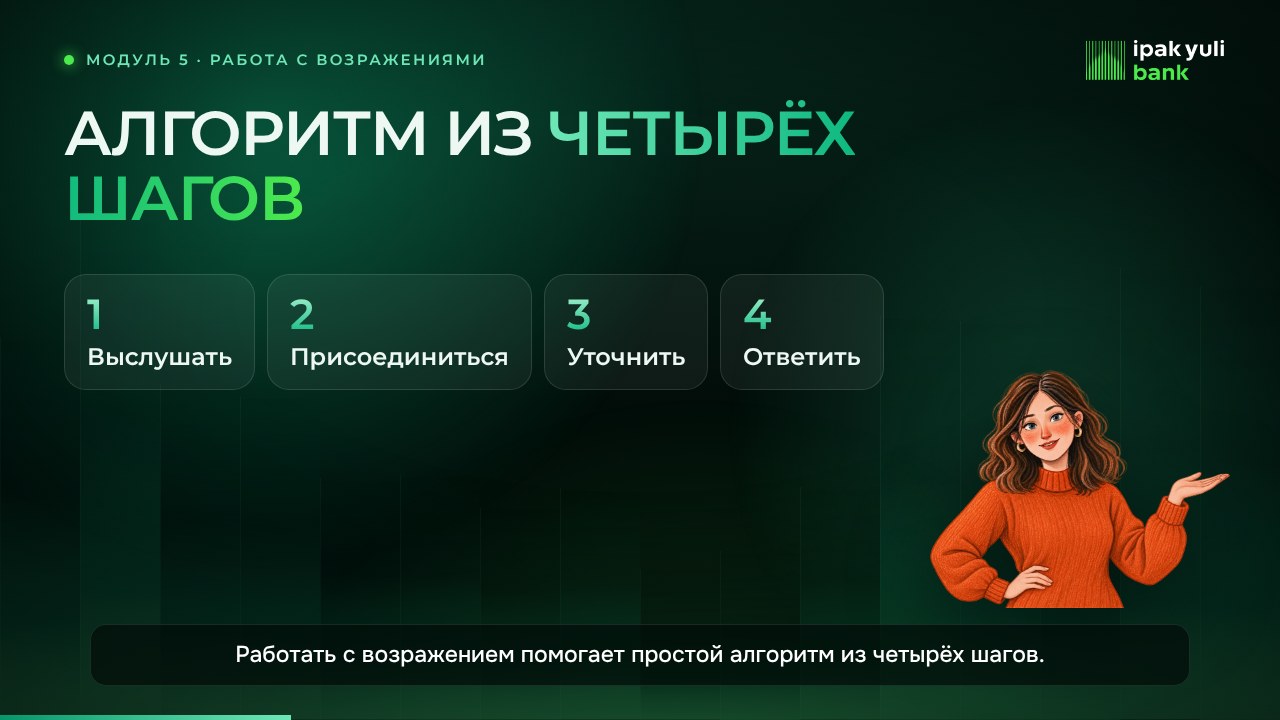 МОДУЛЬ 5 · РАБОТА С ВОЗРАЖЕНИЯМИ
ipak yuli
bank
АЛГОРИТМ ИЗ ЧЕТЫРЁХ
ШАГОВ
1
Выслушать
2
Присоединиться
3
Уточнить
4
Ответить
Работать с возражением помогает простой алгоритм из четырёх шагов.